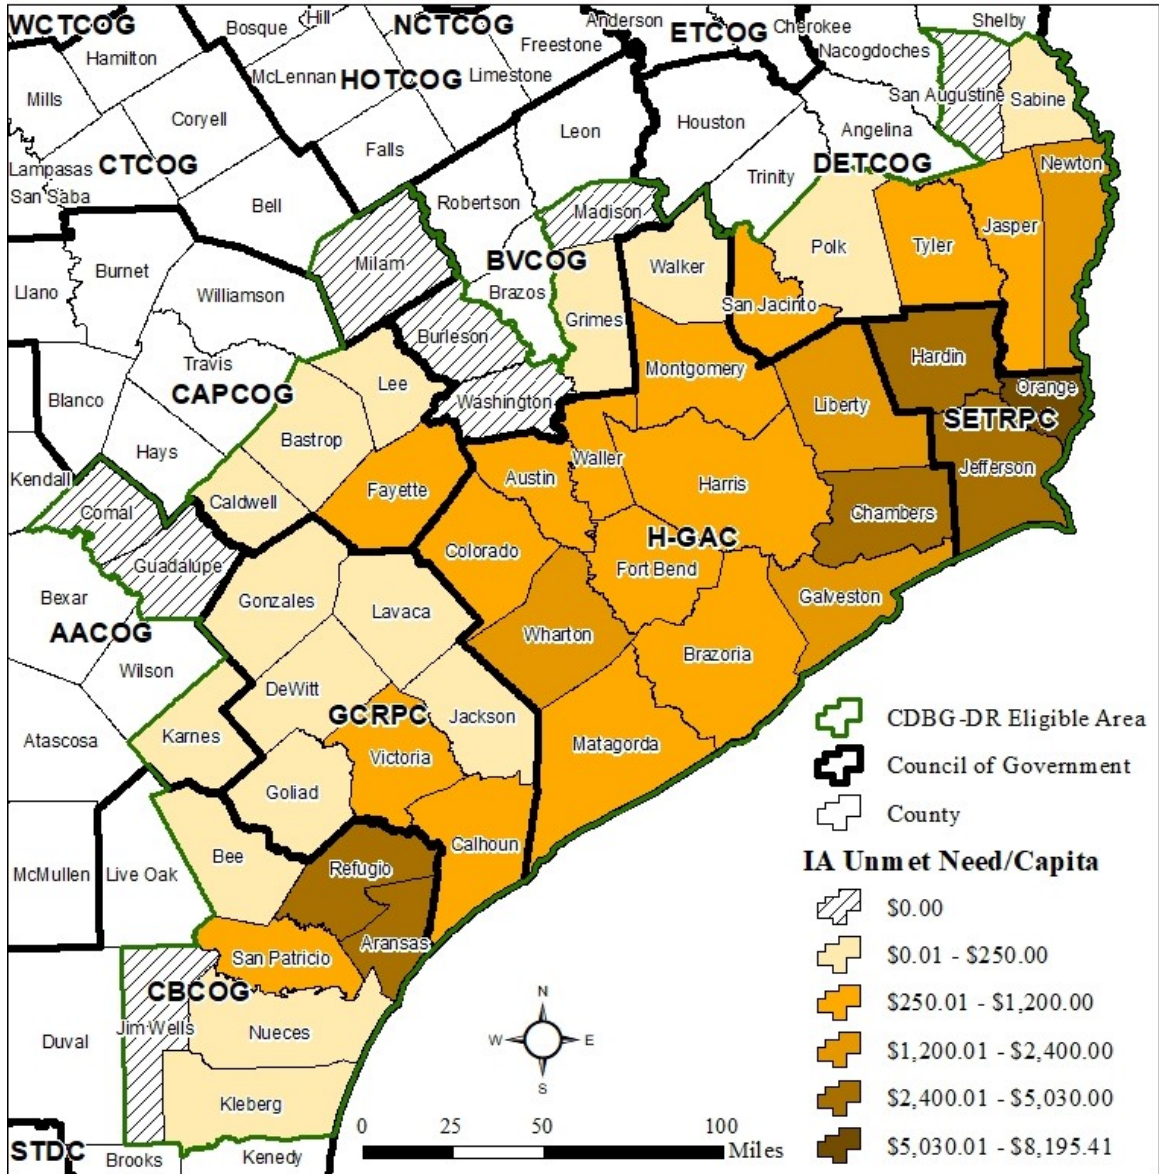 WCTCOG
Hill
Bosque
NCTCOG
Anderson
ETCOG
Cherokee
Shelby
Hamilton
Freestone
Nacogdoches
McLennan
HOTCOG
Limestone
Mills
San Augustine
Sabine
Coryell
Leon
Houston
Angelina
Falls
Lampasas
CTCOG
DETCOG
Newton
San Saba
Bell
Robertson
Trinity
Madison
Jasper
Milam
BVCOG
Walker
Polk
Tyler
Burnet
Llano
Williamson
Brazos
San Jacinto
Grimes
Burleson
Travis
Hardin
Lee
Montgomery
CAPCOG
Orange
Blanco
Washington
Liberty
SETRPC
Bastrop
Hays
Waller
Jefferson
Kendall
Austin
Harris
Fayette
Caldwell
Comal
Chambers
H-GAC
Colorado
Guadalupe
Fort Bend
Bexar
Gonzales
Lavaca
Galveston
AACOG
Wharton
Brazoria
Wilson
DeWitt
GCRPC
Jackson
Karnes
Atascosa
Victoria
Matagorda
Goliad
Calhoun
Bee
Refugio
McMullen
Live Oak
Aransas
San Patricio
CBCOG
Jim Wells
Nueces
Duval
Kleberg
STDC
Brooks
Kenedy
CDBG-DR Eligible Area
Council of Government
County
IA Unmet Need/Capita
$0.00
$0.01 - $250.00
$250.01 - $1,200.00
$1,200.01 - $2,400.00
$2,400.01 - $5,030.00
$5,030.01 - $8,195.41
N
W E
S
0 25 50 100
Miles